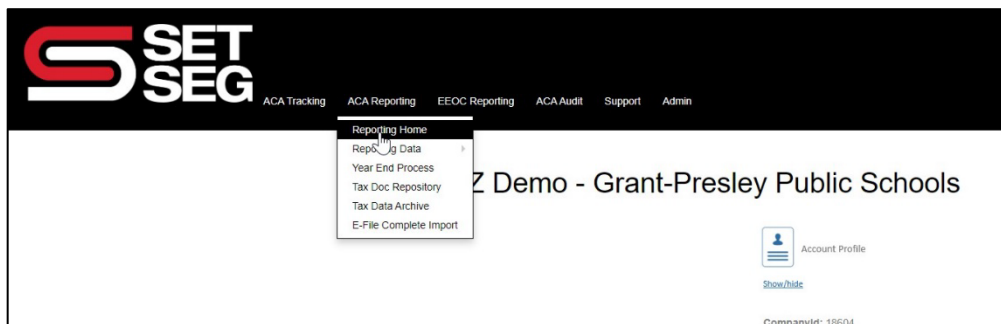 SET
SEG
ACA Tracking ACA Reporting EEOC Reporting ACA Audit Support Admin
Reporting Home
Reporting Data
Year End Process
Tax Doc Repository
Tax Data Archive
E-File Complete Import
Z Demo - Grant-Presley Public Schools
Account Profile
Show/hide
CompanyId: 18604